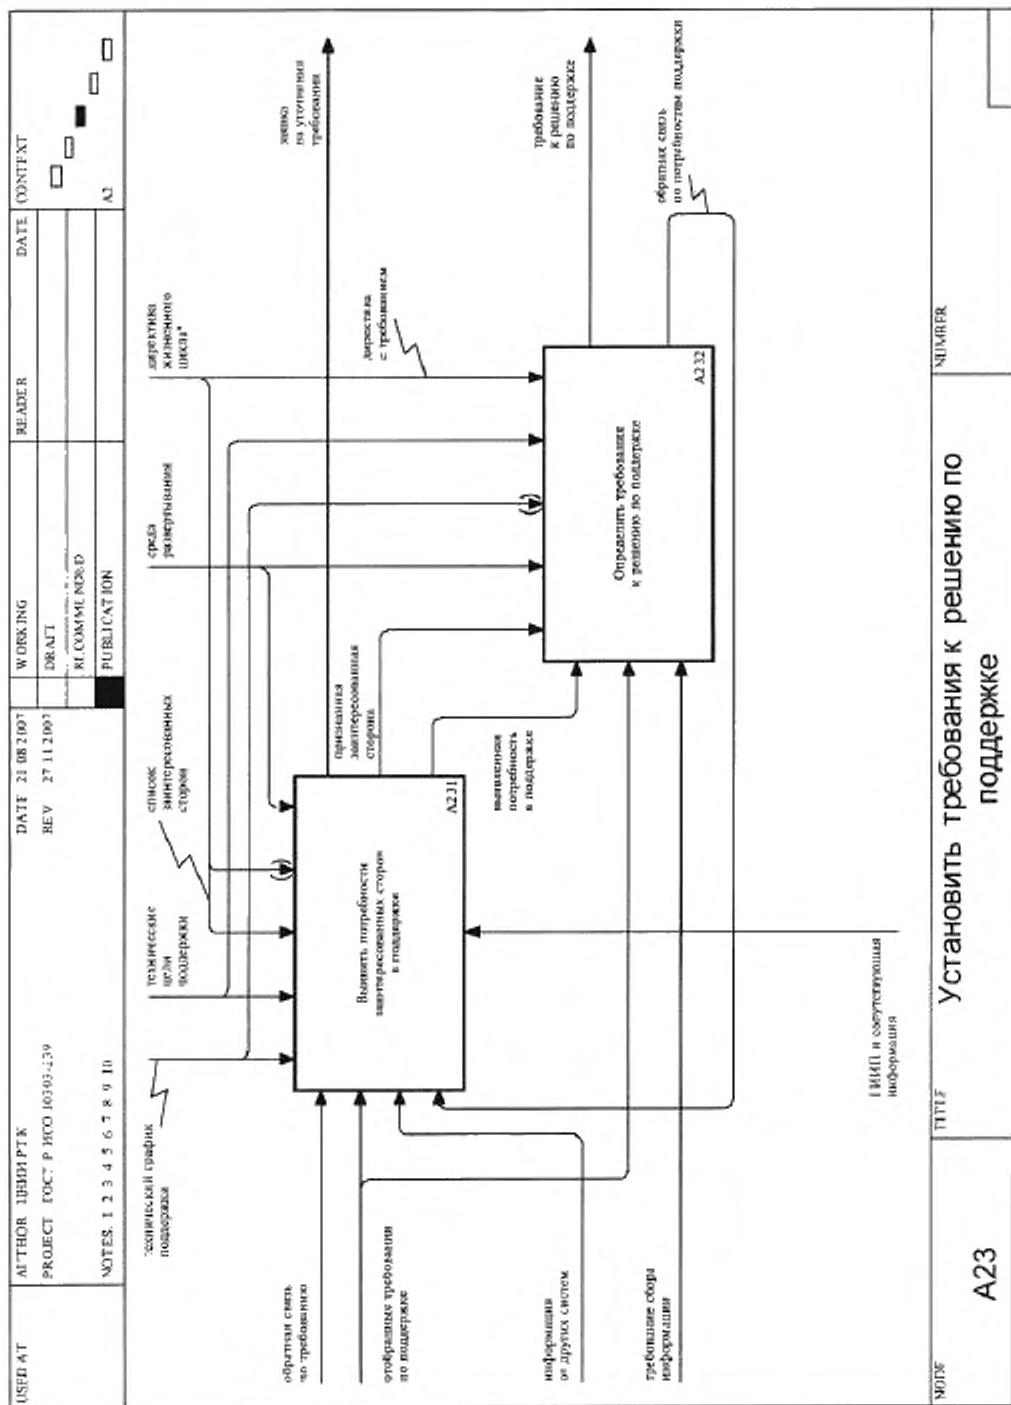 USED AT
AUTHOR ЦНИИ РТК
DATE 21 08 2007
WORKING
READER
DATE
CONTEXT
PROJECT ГОСТ Р ИСО 10303-239
REV 27 11 2007
DRAFT
RECOMMENDED
NOTES. 1 2 3 4 5 6 7 8 9 10
PUBLICATION
A2
технический график
поддержки
технические
цели
поддержки
список
заинтересованных
сторон
среда
развертывания
директива
жизненного
цикла*
обратная связь
по требованию
отобранные требования
по поддержке
информация
от других систем
требование сбора
информации
Выявить потребности
заинтересованных сторон
в поддержке
A231
заявка
на уточнения
требования
признанная
заинтересованная
сторона
выявленная
потребность
в поддержке
директива
с требованием
Определить требования
к решению по поддержке
A232
требование
к решению
по поддержке
обратная связь
по потребностям поддержки
и сопутствующая
информация
NODE
A23
TITLE
Установить требования к решению по
поддержке
NUMBER